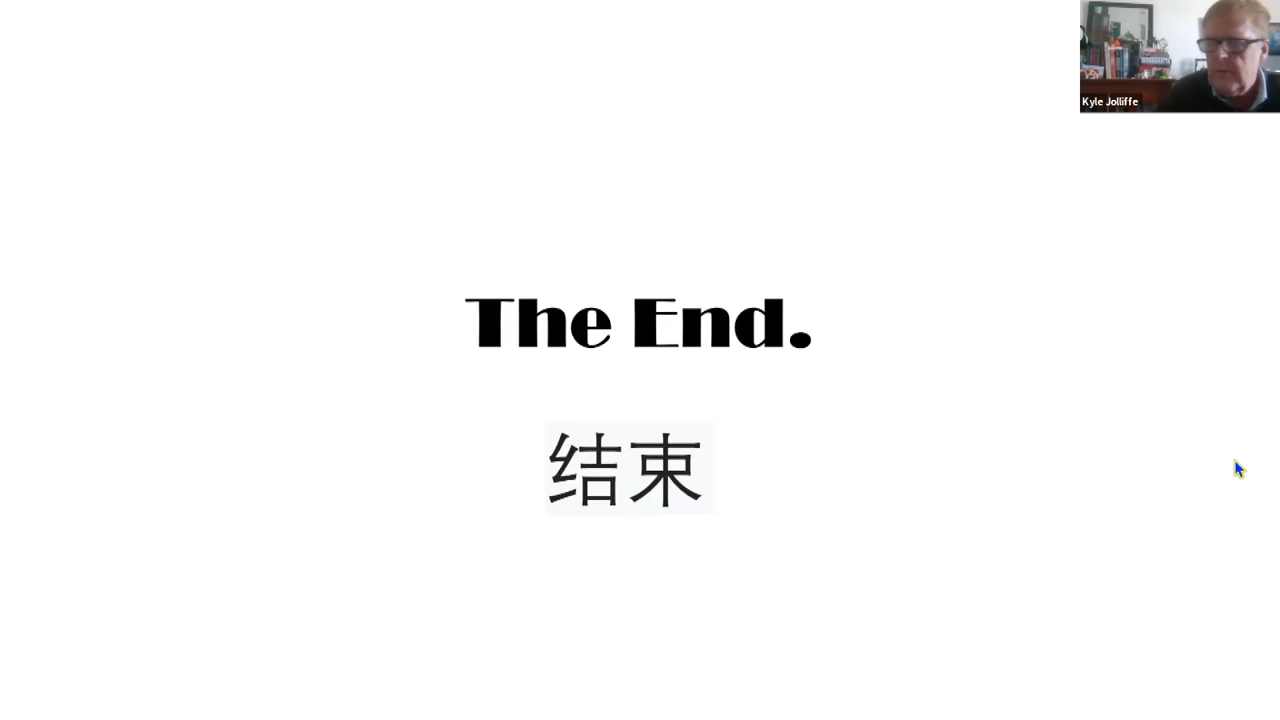 Kyle Jolliffe
The End.
结束